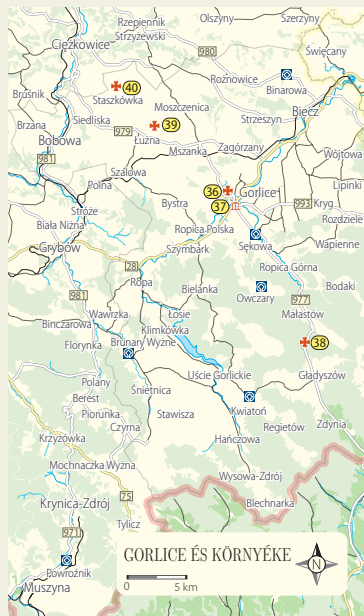 Rzepiennik
Strzyżewski
Olszyny
Szerzyny
Ciężkowice
980
Święcany
Rożnowice
Binarowa
40
Staszkówka
Bruśnik
Moszczenica
Biecz
Siedliska
39
Strzeszyn
Brzana
979
Łużna
Bobowa
Mszanka
Zagórzany
Wójtowa
981
Szalowa
Polna
36
Gorlice
Lipinki
Bystra
37
993
Kryg
Stróże
Rozdziele
Biała Niżna
Ropica Polska
Sękowa
Wapienne
Grybów
Szymbark
28
Ropica Górna
Ropa
Bielanka
Bodaki
981
Owczary
977
Wawrzka
Łosie
Małastów
Binczarowa
Klimkówka
Florynka
Brunary Wyżne
38
Polany
Uście Gorlickie
Gładyszów
Śnietnica
Berest
Kwiatoń
Piorunka
Stawisza
Czyrna
Regietów
Zdynia
Krzyżówka
Hańczowa
Mochnaczka Wyżna
Wysowa-Zdrój
75
Krynica-Zdrój
Blechnarka
Tylicz
971
GORLICE ÉS KÖRNYÉKE
N
Powroźnik
0
5 km
Muszyna